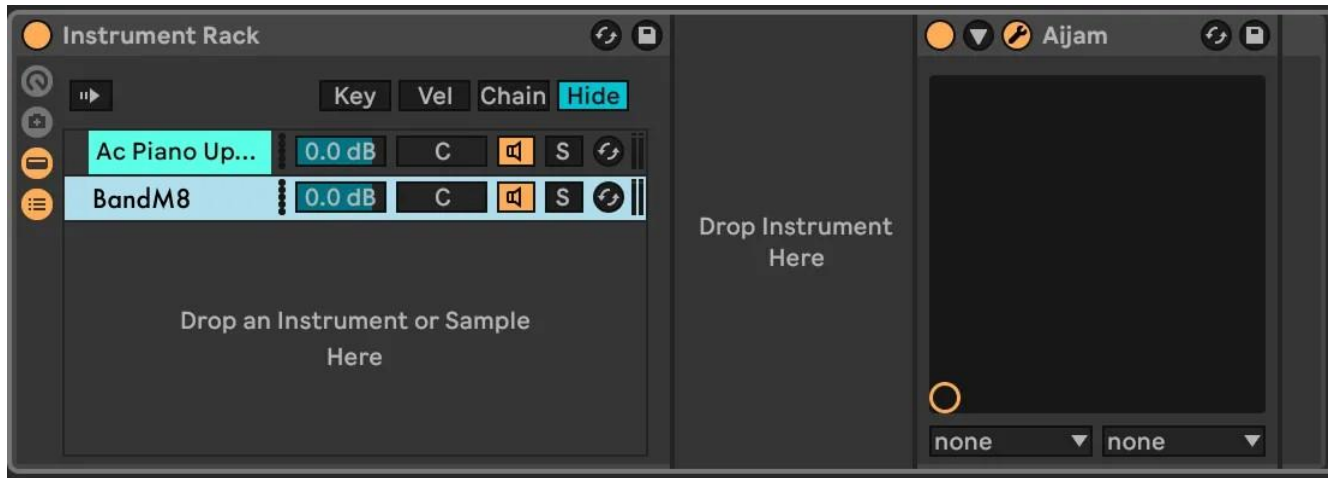 Instrument Rack
Key Vel Chain Hide
Ac Piano Up... 0.0 dB C S
BandM8 0.0 dB C S
Drop an Instrument or Sample
Here
Drop Instrument
Here
Aijam
none none